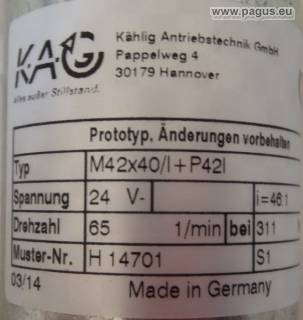 www.pagus.eu
KAG
Kählig Antriebstechnik GmbH
Pappelweg 4
30179 Hannover
Alles außer Stillstand.
Prototyp, Änderungen vorbehalten
Typ M42x40/I+P42I
Spannung 24 V- i=46:1
Drehzahl 65 1/min bei 311
Muster-Nr. H 14701 S1
03/14 Made in Germany